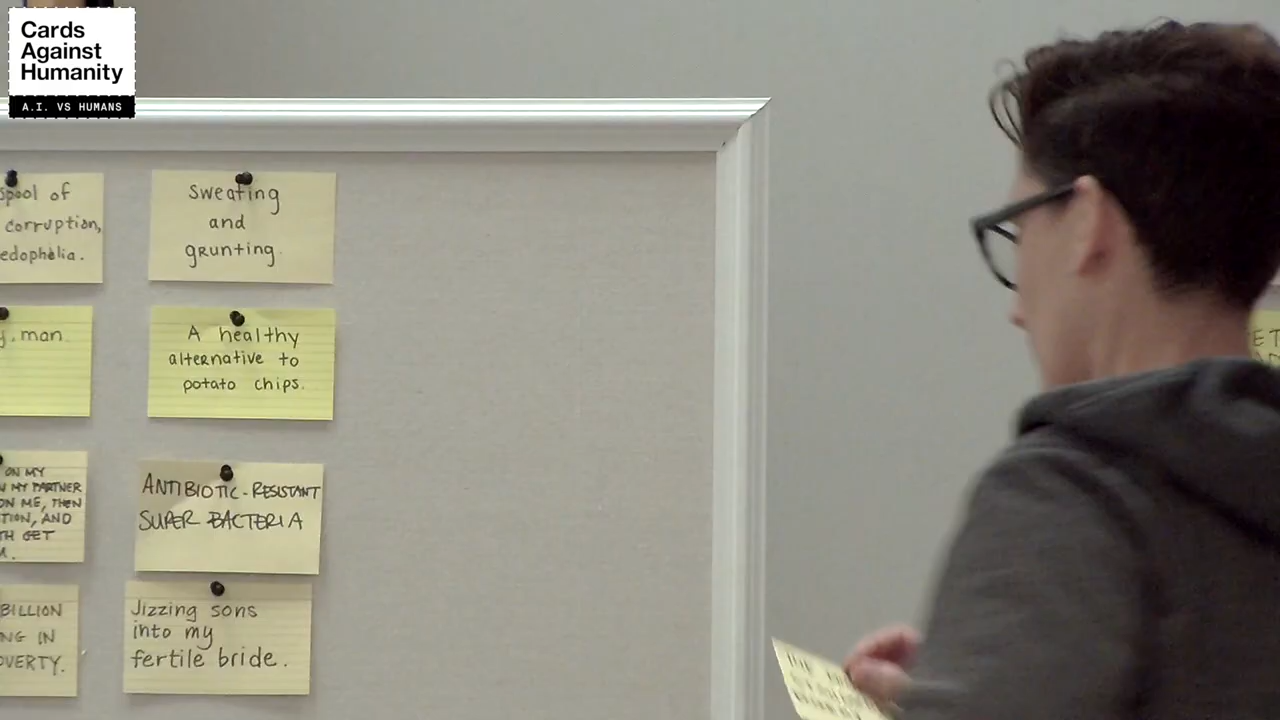 Cards
Against
Humanity
A.I. VS HUMANS
spool of
corruption,
edophelia.
Sweating
and
grunting.
y, man.
A healthy
alternative to
potato chips.
ON MY
N MY PARTNER
ON ME, THEN
TION, AND
TH GET
M.
ANTIBIOTIC-RESISTANT
SUPER BACTERIA
BILLION
NG IN
OVERTY.
Jizzing sons
into my
fertile bride.
ET